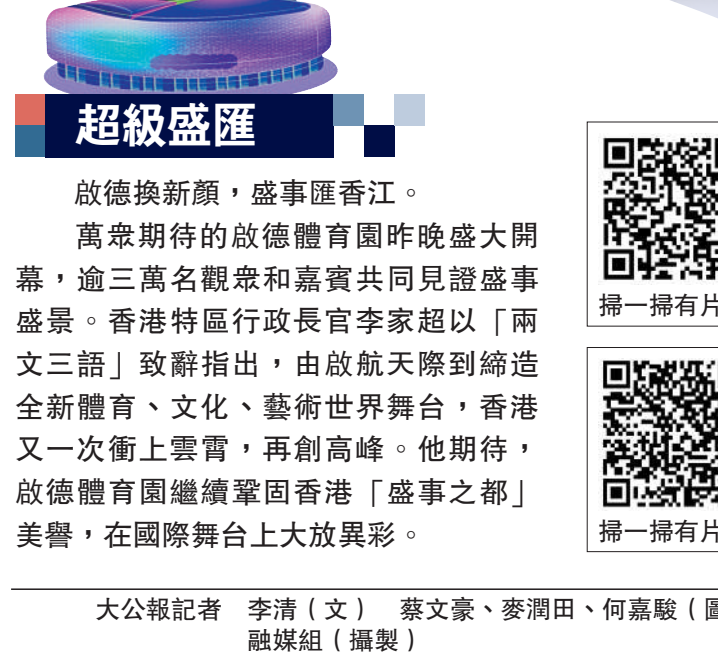 超級盛匯
啟德換新顏，盛事匯香江。
萬衆期待的啟德體育園昨晚盛大開
幕，逾三萬名觀衆和嘉賓共同見證盛事
盛景。香港特區行政長官李家超以「兩
文三語」致辭指出，由啟航天際到締造
全新體育、文化、藝術世界舞台，香港
又一次衝上雲霄，再創高峰。他期待，
啟德體育園繼續鞏固香港「盛事之都」
美譽，在國際舞台上大放異彩。
掃一掃有片
掃一掃有片
大公報記者　李清（文）　蔡文豪、麥潤田、何嘉駿（圖
融媒組（攝製）